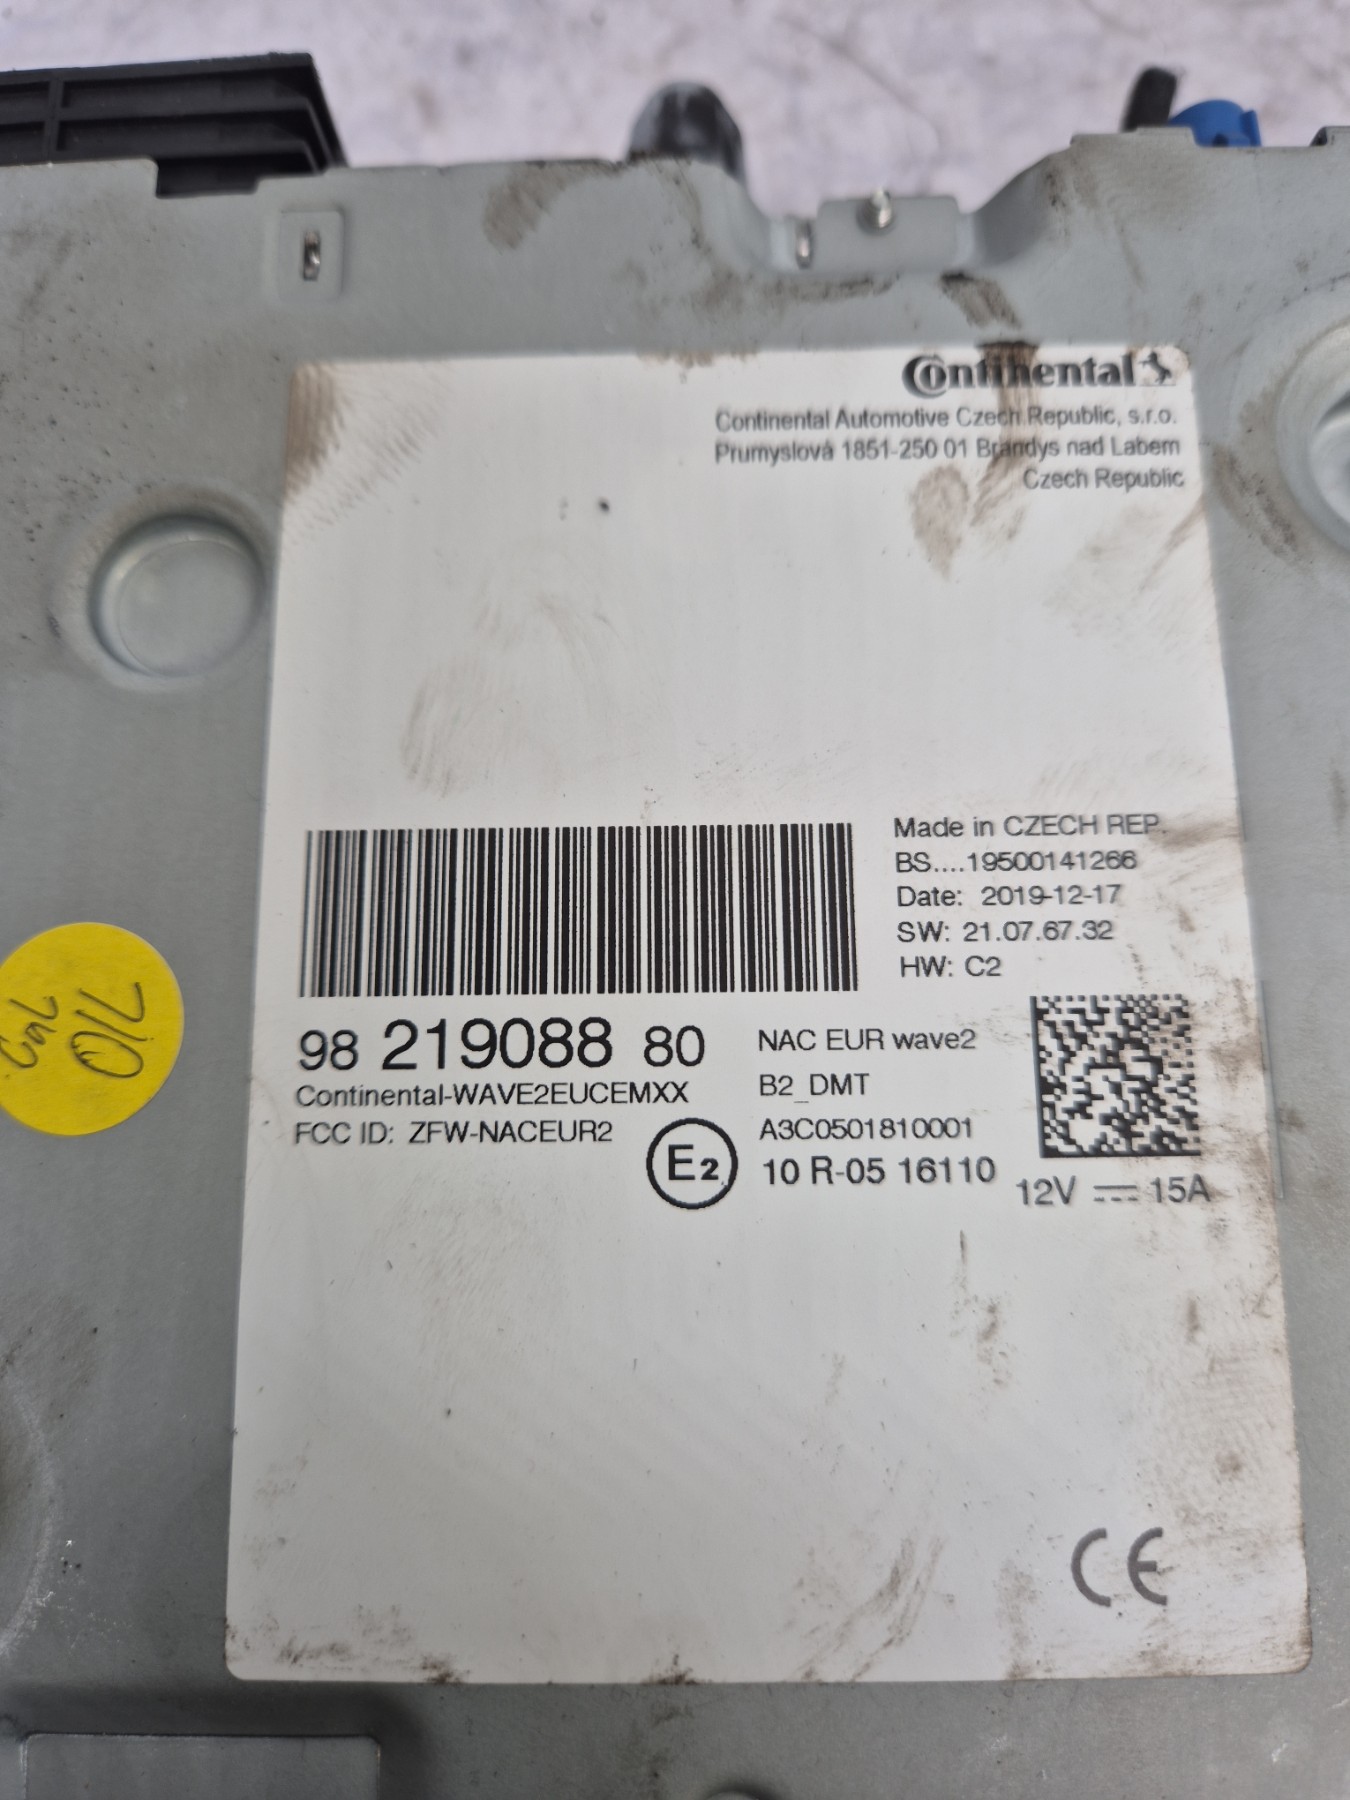 Continental
Continental Automotive Czech Republic, s.r.o.
Prumyslová 1851-250 01 Brandys nad Labem
Czech Republic
Made in CZECH REP.
BS....19500141266
Date: 2019-12-17
SW: 21.07.67.32
HW: C2
98 219088 80
Continental-WAVE2EUCEMXX
FCC ID: ZFW-NACEUR2
E2
NAC EUR wave2
B2_DMT
A3C0501810001
10 R-05 16110
12V 15A
CE
710